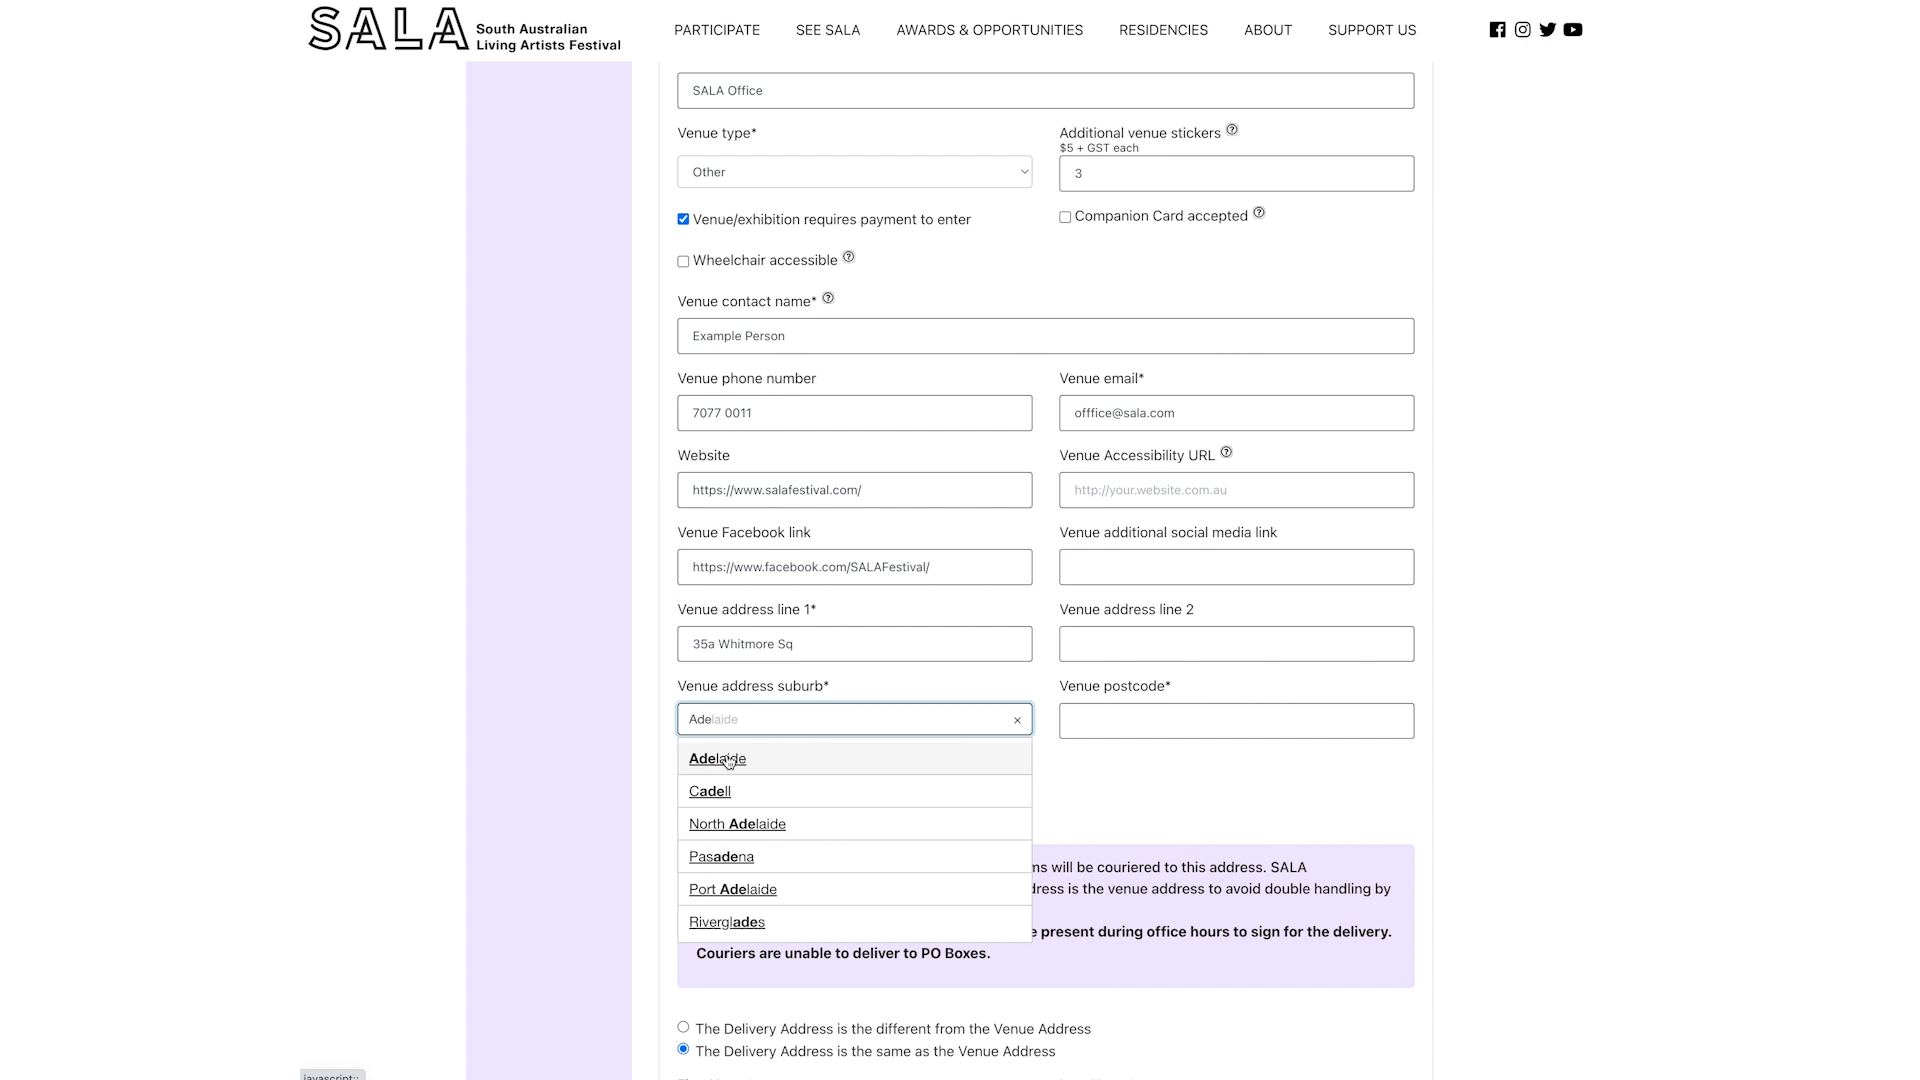 SALA South Australian
Living Artists Festival
PARTICIPATE SEE SALA AWARDS & OPPORTUNITIES RESIDENCIES ABOUT SUPPORT US
SALA Office
Venue type* Additional venue stickers ?
$5 + GST each
Other 3
Venue/exhibition requires payment to enter Companion Card accepted ?
Wheelchair accessible ?
Venue contact name* ?
Example Person
Venue phone number Venue email*
7077 0011 offfice@sala.com
Website Venue Accessibility URL ?
https://www.salafestival.com/ http://your.website.com.au
Venue Facebook link Venue additional social media link
https://www.facebook.com/SALAFestival/
Venue address line 1* Venue address line 2
35a Whitmore Sq
Venue address suburb* Venue postcode*
Adelaide ×
Adelaide
Cadell
North Adelaide
Pasadena
Port Adelaide
Riverglades
will be couriered to this address. SALA
is the venue address to avoid double handling by
present during office hours to sign for the delivery.
Couriers are unable to deliver to PO Boxes.
The Delivery Address is the different from the Venue Address
The Delivery Address is the same as the Venue Address